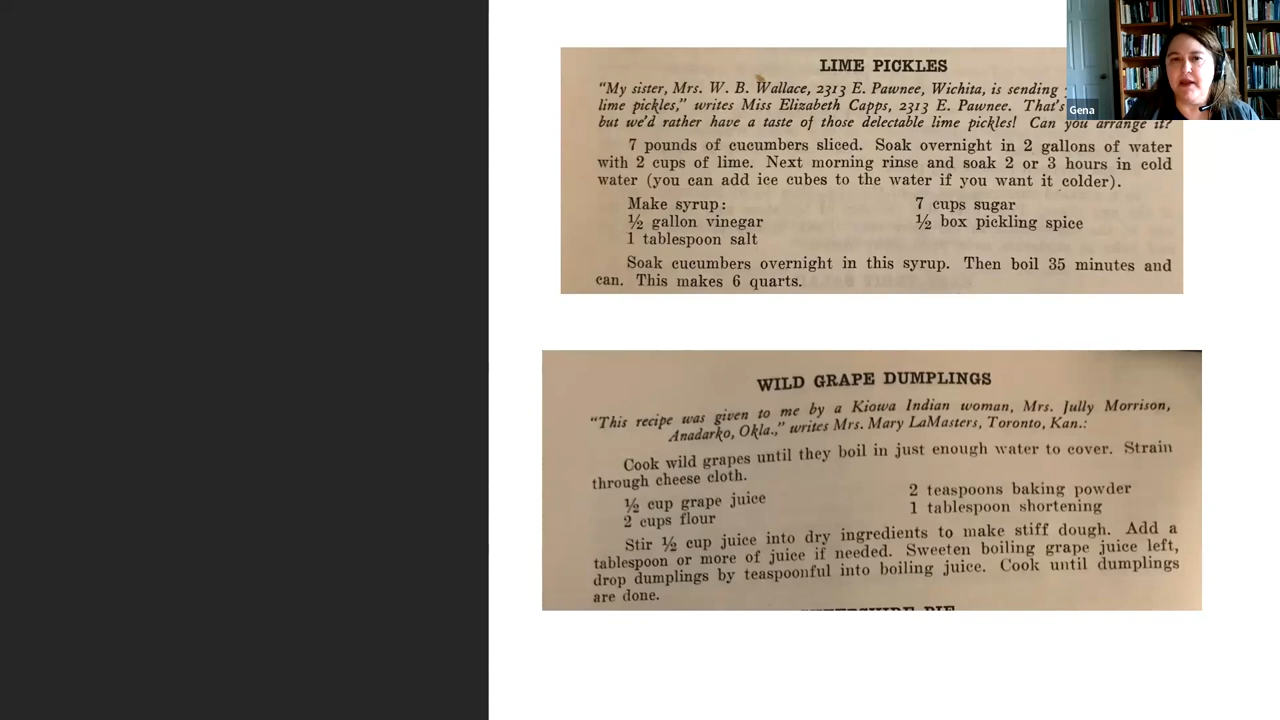 LIME PICKLES
"My sister, Mrs. W. B. Wallace, 2313 E. Pawnee, Wichita, is sending
lime pickles," writes Miss Elizabeth Capps, 2313 E. Pawnee. That's
but we'd rather have a taste of those delectable lime pickles! Can you arrange it?
7 pounds of cucumbers sliced. Soak overnight in 2 gallons of water
with 2 cups of lime. Next morning rinse and soak 2 or 3 hours in cold
water (you can add ice cubes to the water if you want it colder).
Make syrup:
½ gallon vinegar
1 tablespoon salt
7 cups sugar
½ box pickling spice
Soak cucumbers overnight in this syrup. Then boil 35 minutes and
can. This makes 6 quarts.
WILD GRAPE DUMPLINGS
"This recipe was given to me by a Kiowa Indian woman, Mrs. Jully Morrison,
Anadarko, Okla.," writes Mrs. Mary LaMasters, Toronto, Kan.:
Cook wild grapes until they boil in just enough water to cover. Strain
through cheese cloth.
½ cup grape juice
2 cups flour
2 teaspoons baking powder
1 tablespoon shortening
Stir ½ cup juice into dry ingredients to make stiff dough. Add a
tablespoon or more of juice if needed. Sweeten boiling grape juice left,
drop dumplings by teaspoonful into boiling juice. Cook until dumplings
are done.
PIE
Gena